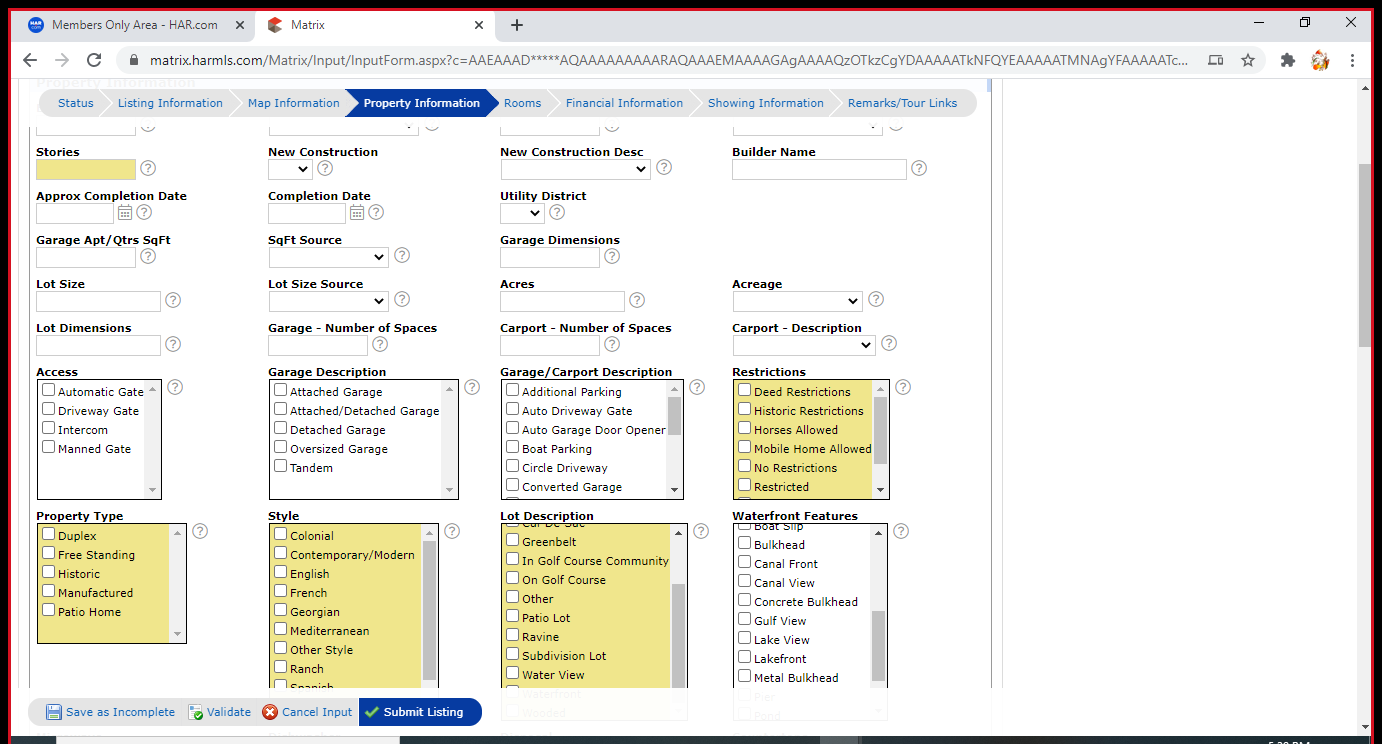 Members Only Area - HAR.com
Matrix
matrix.harmls.com/Matrix/Input/InputForm.aspx?c=AAEAAAD*****AQAAAAAAAAARAQAAAEMAAAAGAgAAAAQzOTkzCgYDAAAAATkNFQYEAAAAATMNAgYFAAAAATc...
Property Information
Status Listing Information Map Information Property Information Rooms Financial Information Showing Information Remarks/Tour Links
Stories New Construction New Construction Desc Builder Name
Approx Completion Date Completion Date Utility District
Garage Apt/Qtrs SqFt SqFt Source Garage Dimensions
Lot Size Lot Size Source Acres Acreage
Lot Dimensions Garage - Number of Spaces Carport - Number of Spaces Carport - Description
Access
Automatic Gate
Driveway Gate
Intercom
Manned Gate
Garage Description
Attached Garage
Attached/Detached Garage
Detached Garage
Oversized Garage
Tandem
Garage/Carport Description
Additional Parking
Auto Driveway Gate
Auto Garage Door Opener
Boat Parking
Circle Driveway
Converted Garage
Restrictions
Deed Restrictions
Historic Restrictions
Horses Allowed
Mobile Home Allowed
No Restrictions
Restricted
Property Type
Duplex
Free Standing
Historic
Manufactured
Patio Home
Style
Colonial
Contemporary/Modern
English
French
Georgian
Mediterranean
Other Style
Ranch
Spanish
Lot Description
Cul De Sac
Greenbelt
In Golf Course Community
On Golf Course
Other
Patio Lot
Ravine
Subdivision Lot
Water View
Waterfront
Wooded
Waterfront Features
Boat Slip
Bulkhead
Canal Front
Canal View
Concrete Bulkhead
Gulf View
Lake View
Lakefront
Metal Bulkhead
Pier
Pond
Save as Incomplete Validate Cancel Input Submit Listing